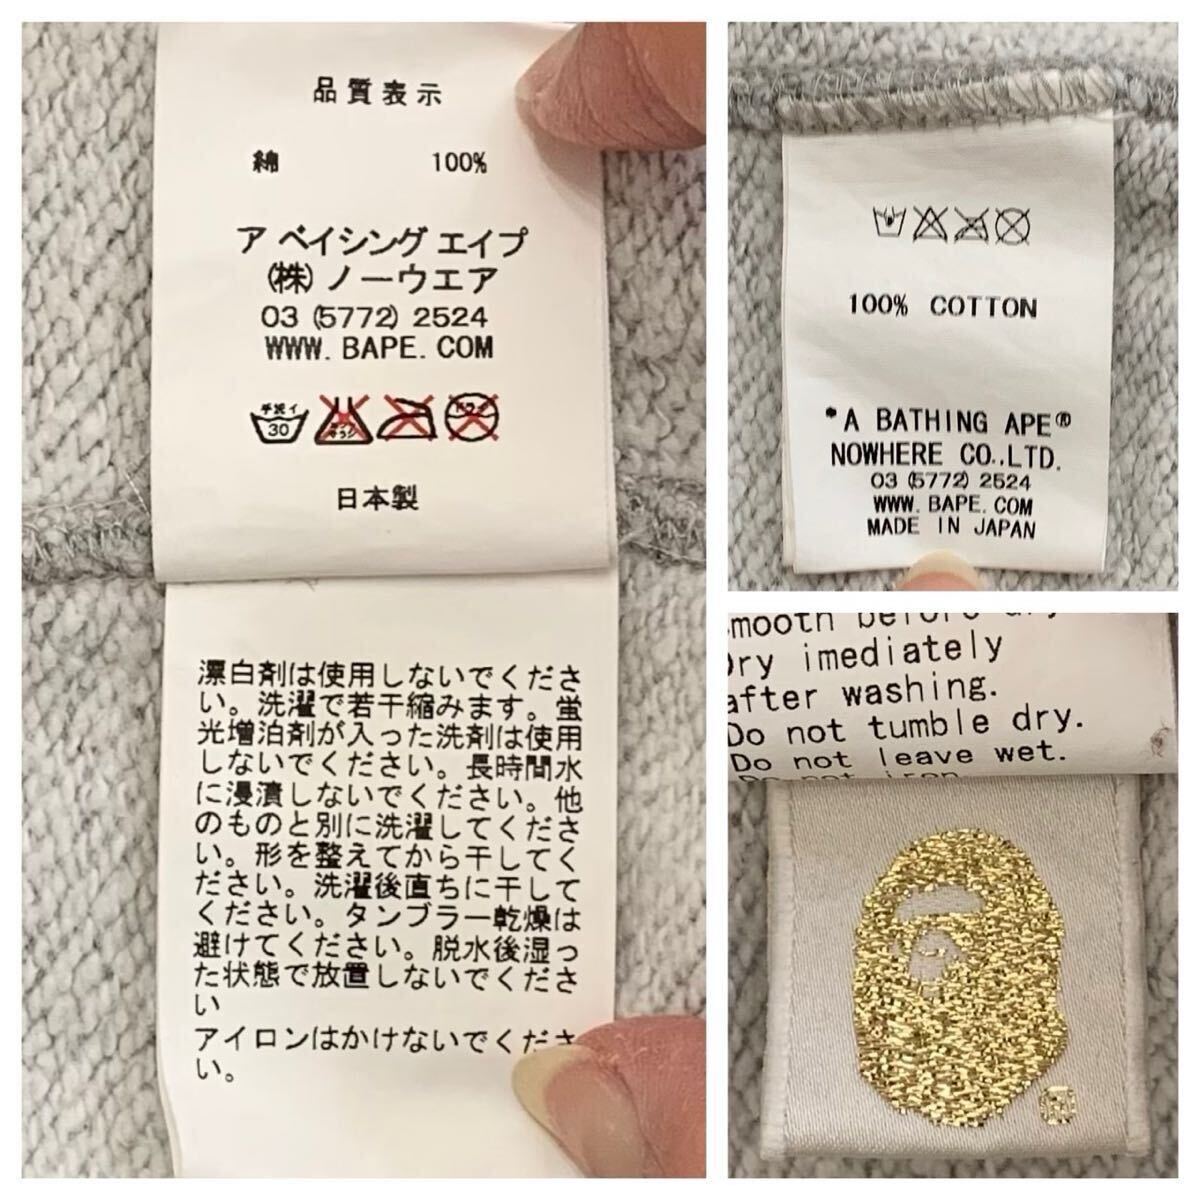 品質表示
綿 100%
ア ベイシング エイプ
(株) ノーウエア
03 (5772) 2524
WWW. BAPE. COM
手洗イ
30
ドライ
日本製
漂白剤は使用しないでくださ
い。洗濯で若干縮みます。蛍
光増泊剤が入った洗剤は使用
しないでください。長時間水
に浸漬しないでください。他
のものと別に洗濯してくださ
い。形を整えてから干してく
ださい。洗濯後直ちに干して
ください。タンブラー乾燥は
避けてください。脱水後湿っ
た状態で放置しないでくださ
い
アイロンはかけないでくださ
い。
100% COTTON
*A BATHING APE®
NOWHERE CO.,LTD.
03 (5772) 2524
WWW. BAPE. COM
MADE IN JAPAN
smooth before dry
Dry imediately
after washing.
Do not tumble dry.
Do not leave wet.
Do not iron